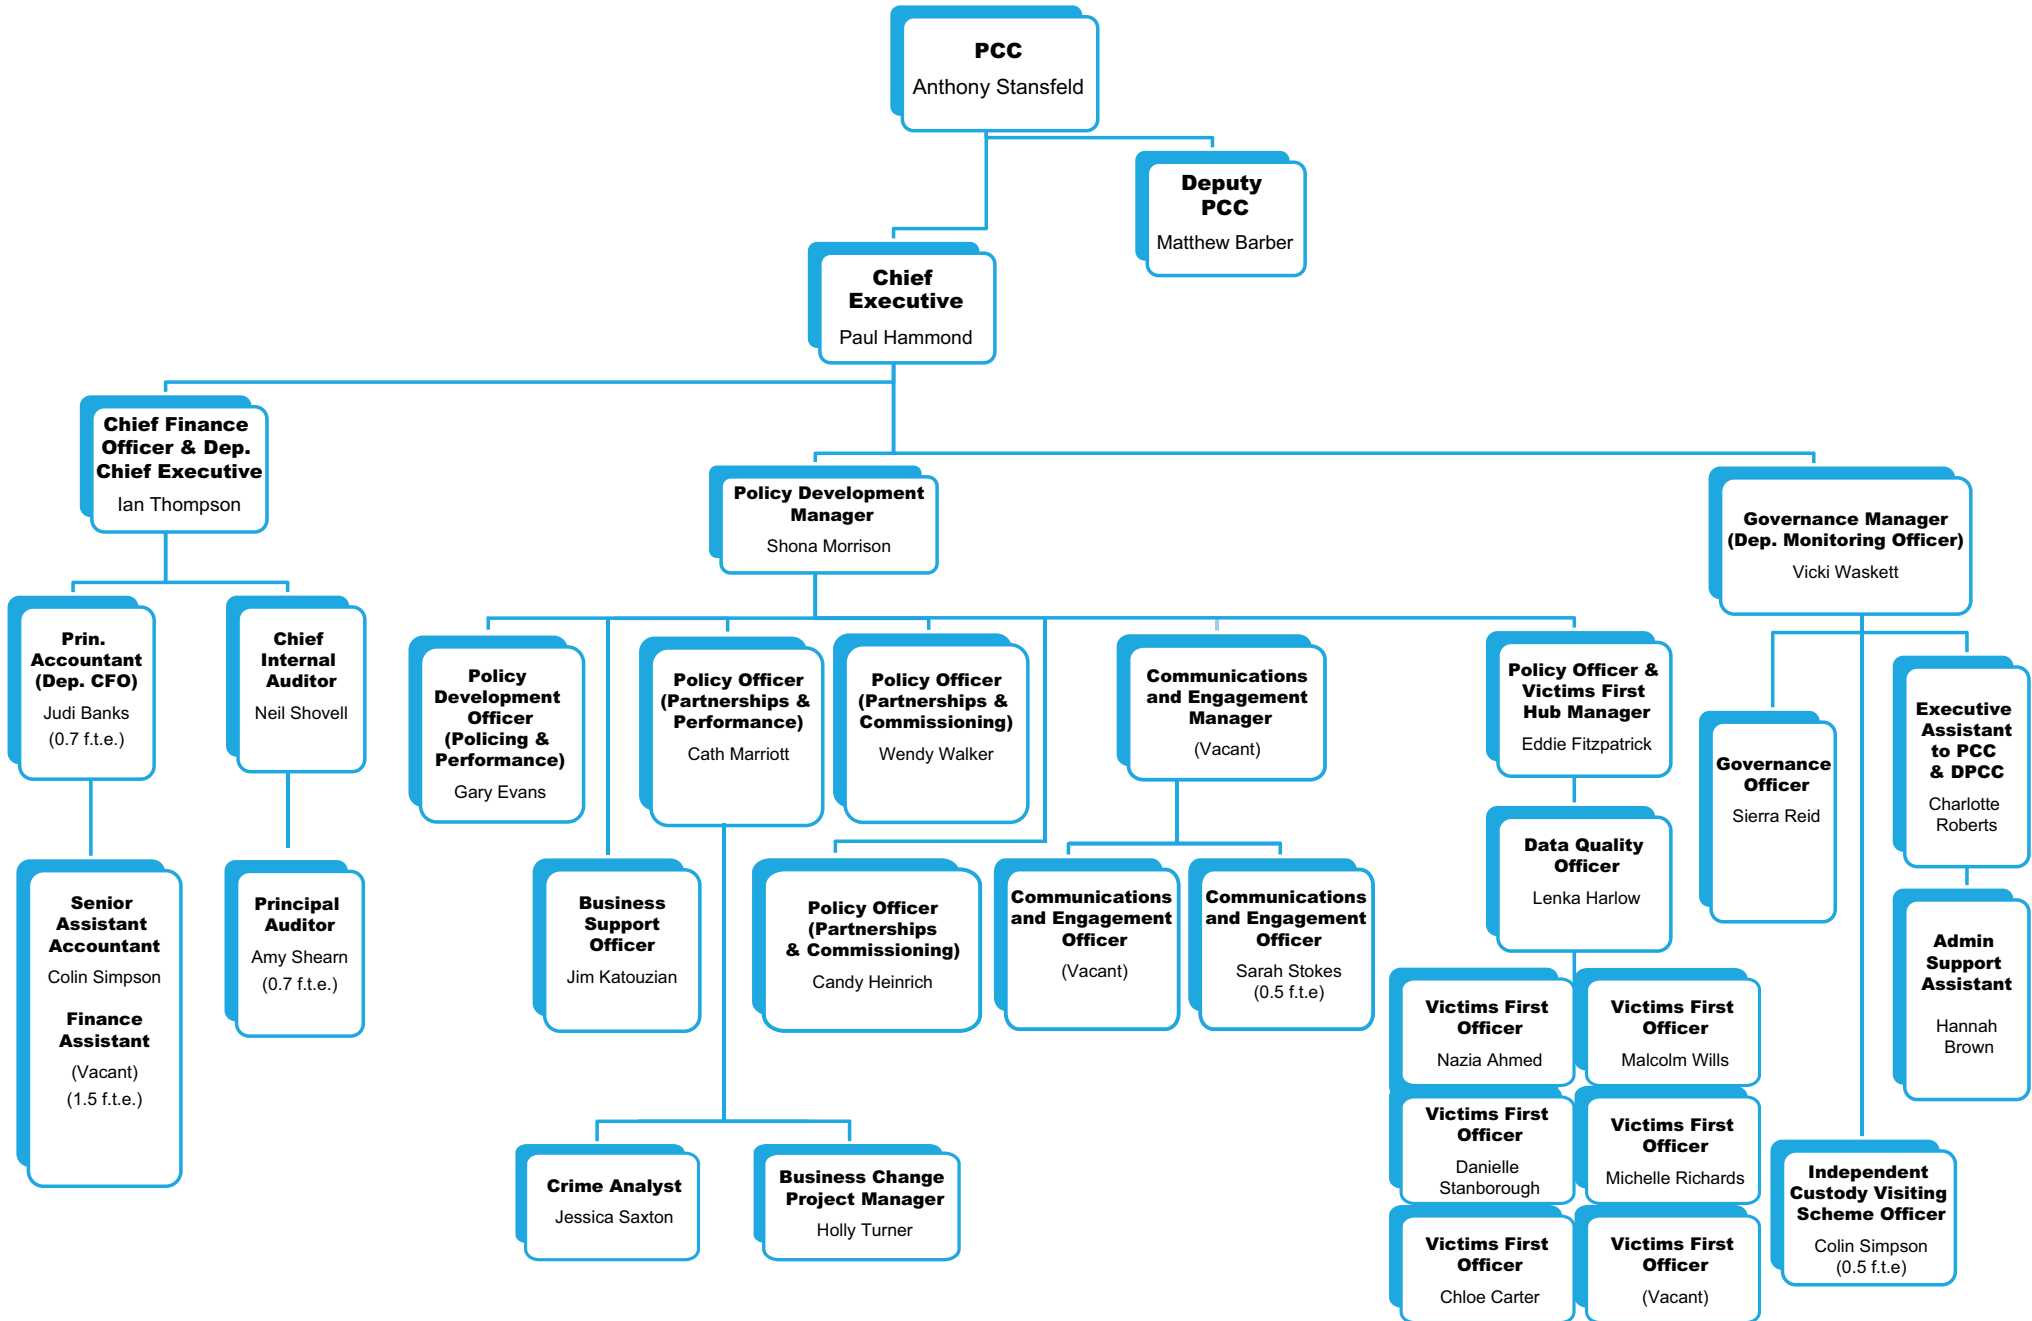 PCC
Anthony Stansfeld
Deputy
PCC
Matthew Barber
Chief
Executive
Paul Hammond
Chief Finance
Officer & Dep.
Chief Executive
Ian Thompson
Policy Development
Manager
Shona Morrison
Governance Manager
(Dep. Monitoring Officer)
Vicki Waskett
Prin.
Accountant
(Dep. CFO)
Judi Banks
(0.7 f.t.e.)
Chief
Internal
Auditor
Neil Shovell
Policy
Development
Officer
(Policing &
Performance)
Gary Evans
Policy Officer
(Partnerships &
Performance)
Cath Marriott
Policy Officer
(Partnerships &
Commissioning)
Wendy Walker
Communications
and Engagement
Manager
(Vacant)
Policy Officer &
Victims First
Hub Manager
Eddie Fitzpatrick
Governance
Officer
Sierra Reid
Executive
Assistant
to PCC
& DPCC
Charlotte
Roberts
Senior
Assistant
Accountant
Colin Simpson
Finance
Assistant
(Vacant)
(1.5 f.t.e.)
Principal
Auditor
Amy Shearn
(0.7 f.t.e.)
Business
Support
Officer
Jim Katouzian
Policy Officer
(Partnerships
& Commissioning)
Candy Heinrich
Communications
and Engagement
Officer
(Vacant)
Communications
and Engagement
Officer
Sarah Stokes
(0.5 f.t.e)
Data Quality
Officer
Lenka Harlow
Admin
Support
Assistant
Hannah
Brown
Victims First
Officer
Nazia Ahmed
Victims First
Officer
Malcolm Wills
Victims First
Officer
Danielle
Stanborough
Victims First
Officer
Michelle Richards
Victims First
Officer
Chloe Carter
Victims First
Officer
(Vacant)
Crime Analyst
Jessica Saxton
Business Change
Project Manager
Holly Turner
Independent
Custody Visiting
Scheme Officer
Colin Simpson
(0.5 f.t.e)